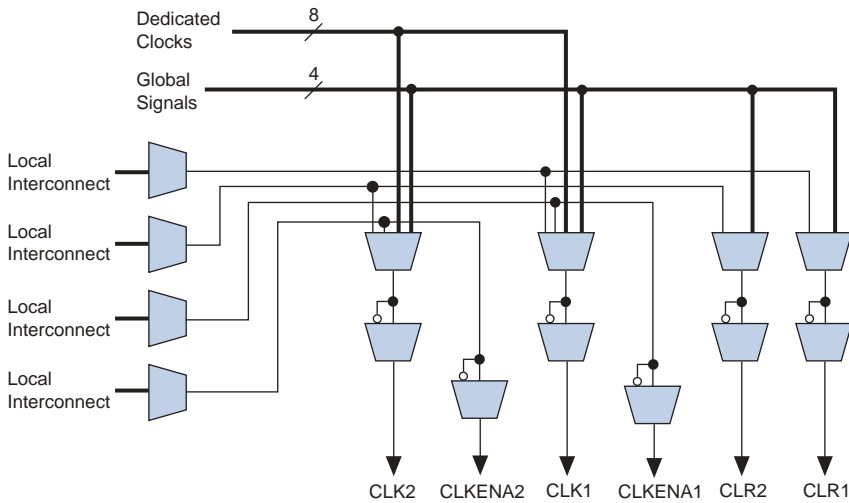 Dedicated
Clocks
8
Global
Signals
4
Local
Interconnect
Local
Interconnect
Local
Interconnect
Local
Interconnect
CLK2
CLKENA2
CLK1
CLKENA1
CLR2
CLR1